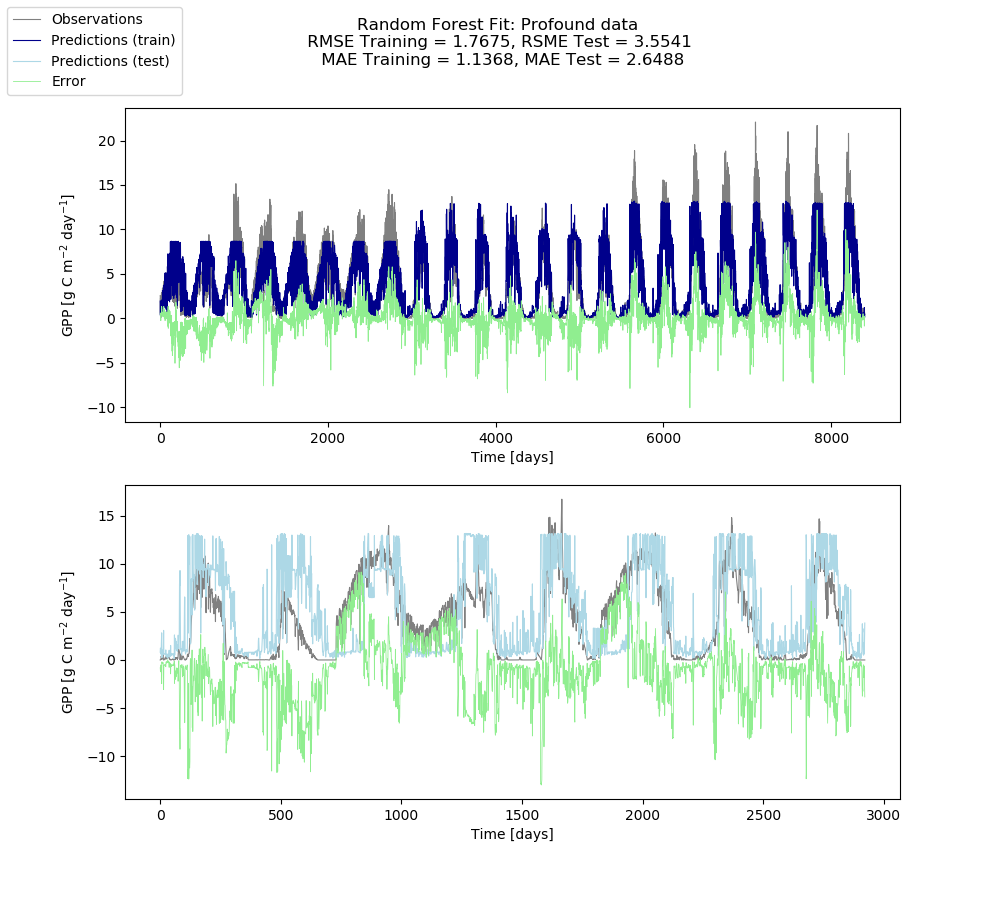 Observations
Predictions (train)
Predictions (test)
Error
Random Forest Fit: Profound data
RMSE Training = 1.7675, RSME Test = 3.5541
MAE Training = 1.1368, MAE Test = 2.6488
GPP [g C m⁻² day⁻¹]
20
15
10
5
0
−5
−10
0 2000 4000 6000 8000
Time [days]
GPP [g C m⁻² day⁻¹]
15
10
5
0
−5
−10
0 500 1000 1500 2000 2500 3000
Time [days]